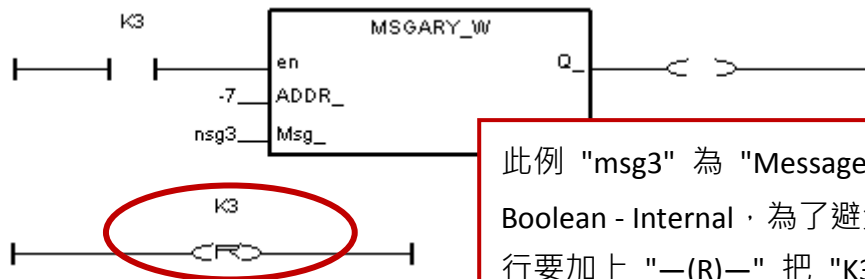 K3
MSGARY_W
en
Q_
-7
ADDR_
nsg3
Msg_
此例 "msg3" 為 "Message
Boolean - Internal，為了避
行要加上 "—(R)—" 把 "K3
K3
R